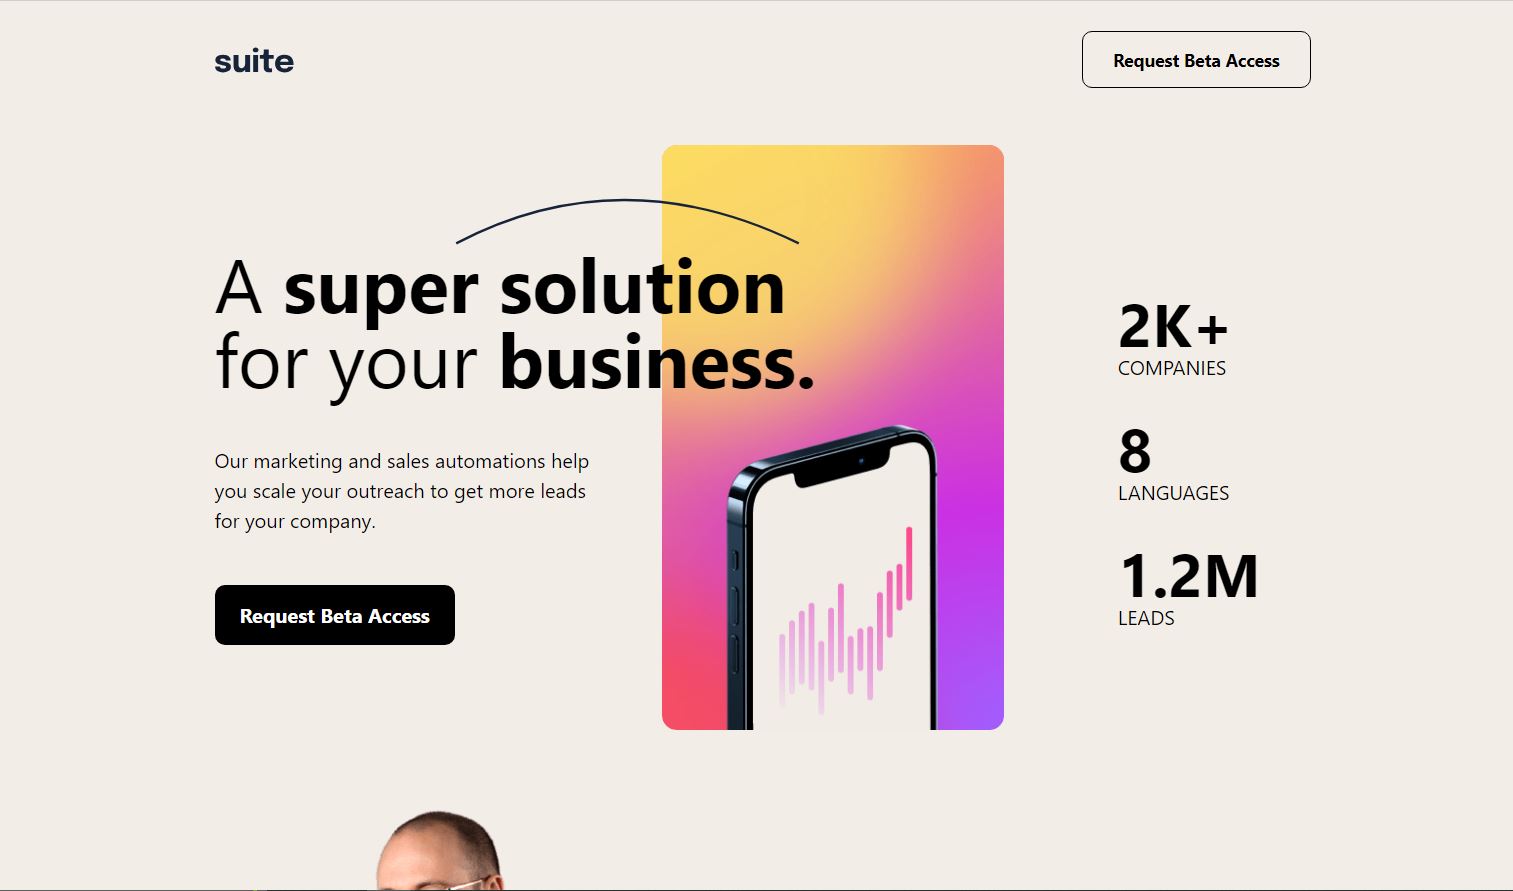 suite
Request Beta Access
A super solution
for your business.
Our marketing and sales automations help
you scale your outreach to get more leads
for your company.
Request Beta Access
2K+
COMPANIES
8
LANGUAGES
1.2M
LEADS